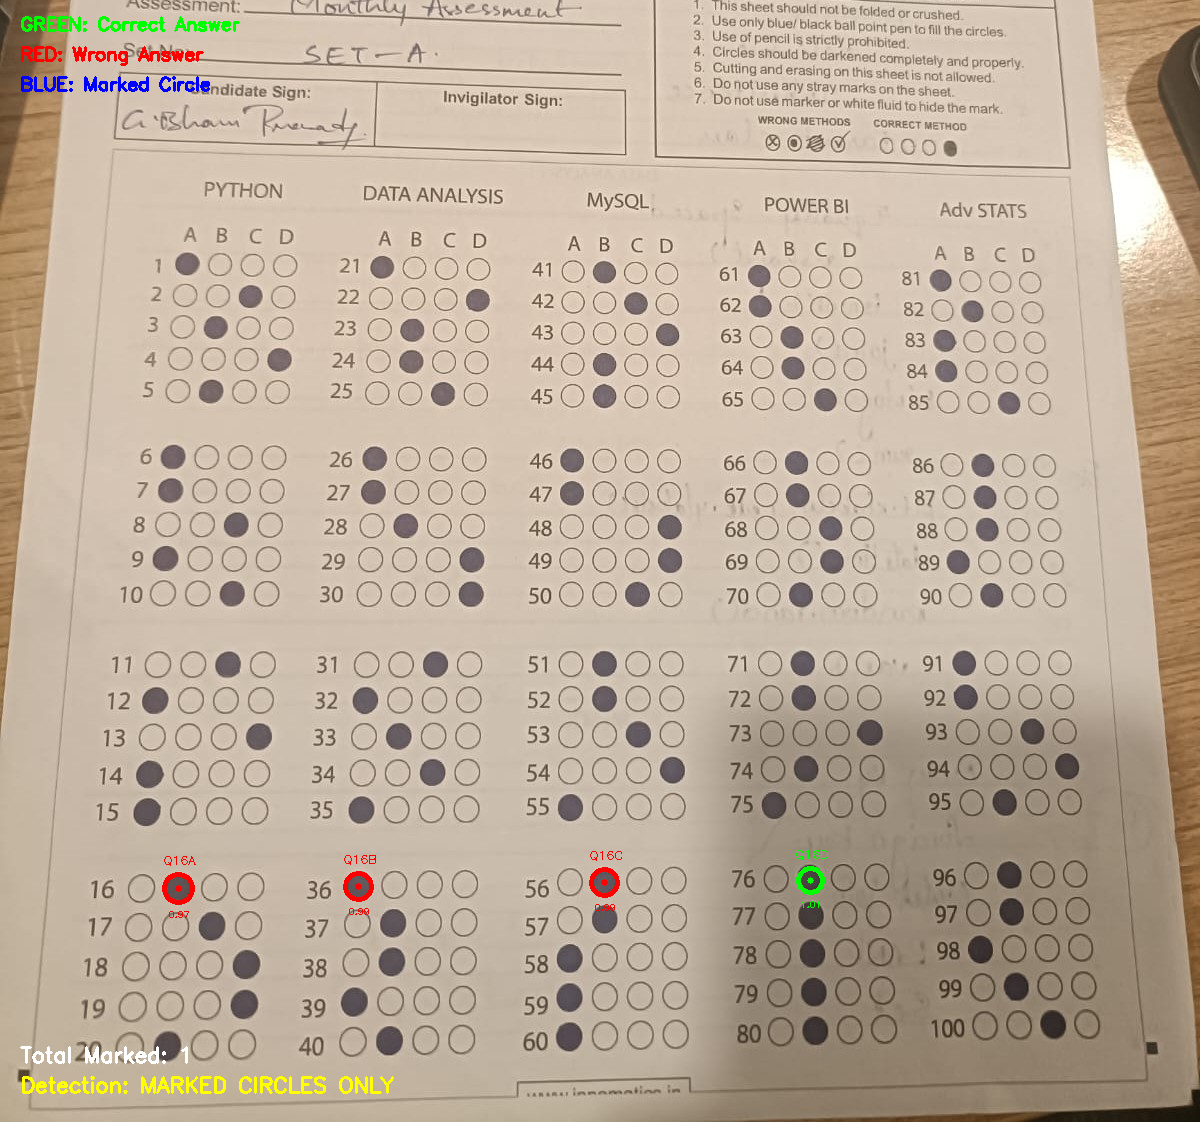 Assessment: Monthly Assessment
GREEN: Correct Answer
RED: Wrong Answer
Set No: SET-A.
BLUE: Marked Circle
Candidate Sign:
Invigilator Sign:
1. This sheet should not be folded or crushed.
2. Use only blue/ black ball point pen to fill the circles.
3. Use of pencil is strictly prohibited.
4. Circles should be darkened completely and properly.
5. Cutting and erasing on this sheet is not allowed.
6. Do not use any stray marks on the sheet.
7. Do not use marker or white fluid to hide the mark.
WRONG METHODS CORRECT METHOD
PYTHON DATA ANALYSIS MySQL POWER BI Adv STATS
A B C D A B C D A B C D A B C D A B C D
1 21 41 61 81
2 22 42 62 82
3 23 43 63 83
4 24 44 64 84
5 25 45 65 85
6 26 46 66 86
7 27 47 67 87
8 28 48 68 88
9 29 49 69 89
10 30 50 70 90
11 31 51 71 91
12 32 52 72 92
13 33 53 73 93
14 34 54 74 94
15 35 55 75 95
Q16A Q16B Q16C
16 36 56 76 96
0.97 0.99
17 37 57 77 97
18 38 58 78 98
19 39 59 79 99
20 40 60 80 100
Total Marked: 1
Detection: MARKED CIRCLES ONLY